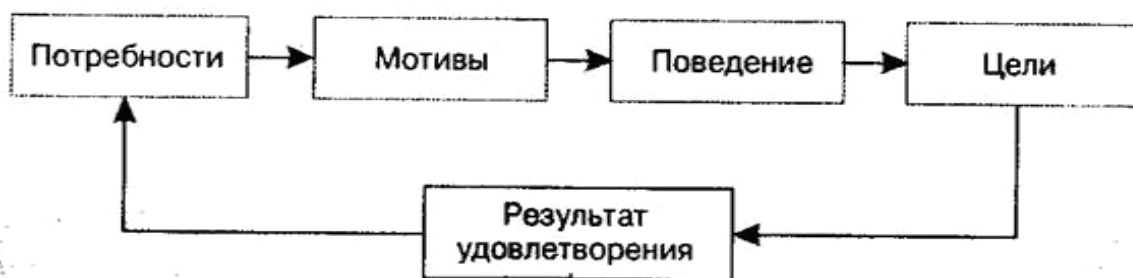 Потребности
Мотивы
Поведение
Цели
Результат
удовлетворения